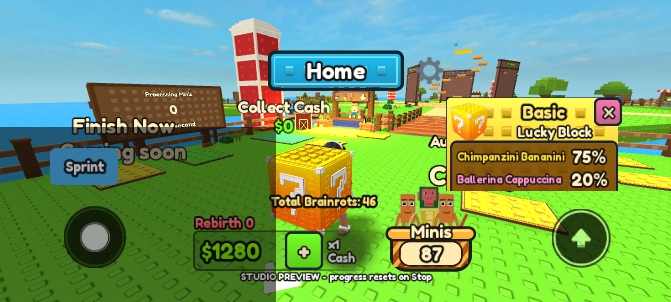 Home
Processing Minis
0
Collect Cash
$0
Finish Now
Coming soon
Sprint
Basic
Lucky Block
X
Chimpanzini Bananini 75%
Ballerina Cappuccina 20%
Au
C
? ?
Total Brainrots: 46
Rebirth 0
$1280
+
x1
Cash
Minis
87
STUDIO PREVIEW - progress resets on Stop